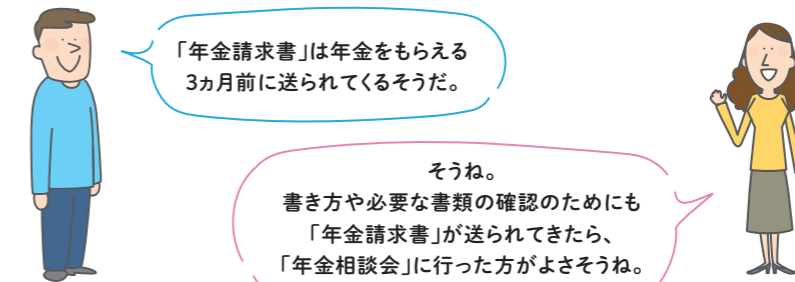 「年金請求書」は年金をもらえる
3ヵ月前に送られてくるそうだ。
そうね。
書き方や必要な書類の確認のためにも
「年金請求書」が送られてきたら、
「年金相談会」に行った方がよさそうね。